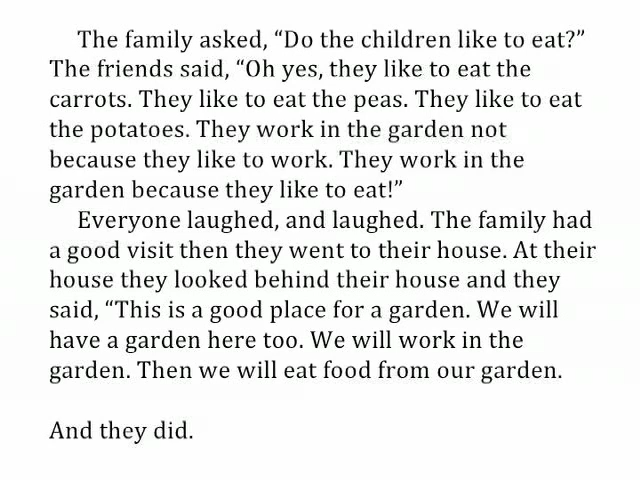 The family asked, “Do the children like to eat?”
The friends said, “Oh yes, they like to eat the
carrots. They like to eat the peas. They like to eat
the potatoes. They work in the garden not
because they like to work. They work in the
garden because they like to eat!”
Everyone laughed, and laughed. The family had
a good visit then they went to their house. At their
house they looked behind their house and they
said, “This is a good place for a garden. We will
have a garden here too. We will work in the
garden. Then we will eat food from our garden.
And they did.